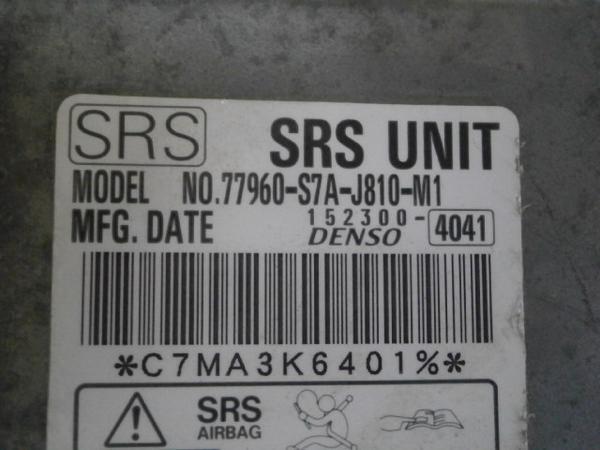 SRS SRS UNIT
MODEL NO.77960-S7A-J810-M1
MFG. DATE 152300-4041
DENSO
*C7MA3K6401%*
SRS
AIRBAG